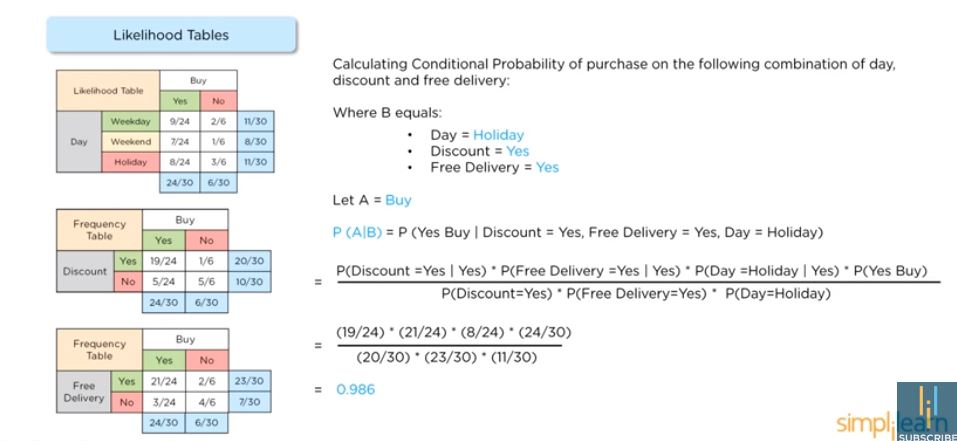 Likelihood Tables
Likelihood Table
Buy
Yes No
Day
Weekday 9/24 2/6 11/30
Weekend 7/24 1/6 8/30
Holiday 8/24 3/6 11/30
24/30 6/30
Frequency
Table
Buy
Yes No
Discount
Yes 19/24 1/6 20/30
No 5/24 5/6 10/30
24/30 6/30
Frequency
Table
Buy
Yes No
Free
Delivery
Yes 21/24 2/6 23/30
No 3/24 4/6 7/30
24/30 6/30
Calculating Conditional Probability of purchase on the following combination of day,
discount and free delivery:
Where B equals:
• Day = Holiday
• Discount = Yes
• Free Delivery = Yes
Let A = Buy
P (A|B) = P (Yes Buy | Discount = Yes, Free Delivery = Yes, Day = Holiday)
= P(Discount =Yes | Yes) * P(Free Delivery =Yes | Yes) * P(Day =Holiday | Yes) * P(Yes Buy)
P(Discount=Yes) * P(Free Delivery=Yes) * P(Day=Holiday)
= (19/24) * (21/24) * (8/24) * (24/30)
(20/30) * (23/30) * (11/30)
= 0.986
simplilearn
SUBSCRIBE